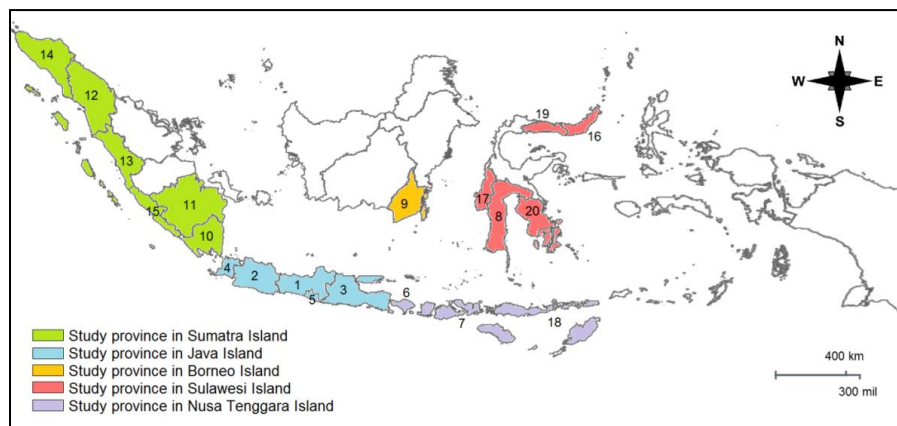 N
W E
S
14
12
13
11
15
10
4
2
1
5
3
6
7
18
9
19
16
17
8
20
Study province in Sumatra Island
Study province in Java Island
Study province in Borneo Island
Study province in Sulawesi Island
Study province in Nusa Tenggara Island
400 km
300 mil